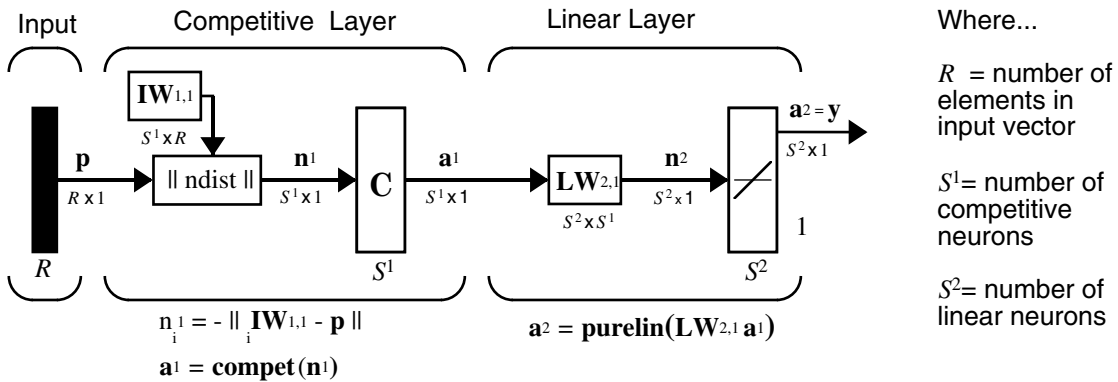 Input
Competitive Layer
Linear Layer
Where...
R = number of
elements in
input vector
S¹= number of
competitive
neurons
S²= number of
linear neurons
IW1,1
S¹ x R
p
R x 1
|| ndist ||
n¹
S¹ x 1
C
a¹
S¹ x 1
LW2,1
S² x S¹
n²
S² x 1
a2 = y
S² x 1
1
R
S¹
S²
n_i¹ = - || _iIW1,1 - p ||
a¹ = compet(n¹)
a² = purelin(LW2,1 a¹)